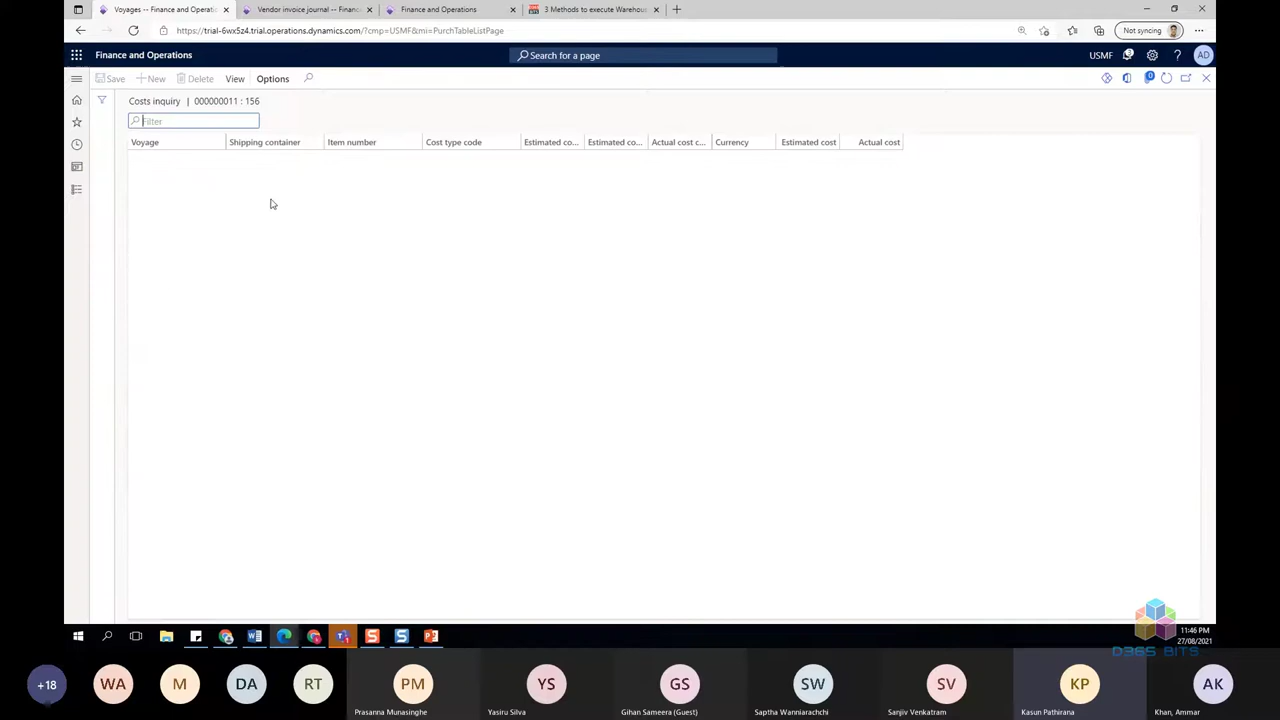 Voyages -- Finance and Operatic
Vendor invoice journal -- Financ
Finance and Operations
3 Methods to execute Warehous
https://trial-6wx5z4.trial.operations.dynamics.com/?cmp=USMF&mi=PurchTableListPage
Not syncing
Finance and Operations
Search for a page
USMF
AD
Save
New
Delete
View
Options
0
Costs inquiry | 000000011 : 156
Filter
Voyage
Shipping container
Item number
Cost type code
Estimated co...
Estimated co...
Actual cost c...
Currency
Estimated cost
Actual cost
11:46 PM
27/08/2021
D365 BITS
+18
WA
M
DA
RT
PM
Prasanna Munasinghe
YS
Yasiru Silva
GS
Gihan Sameera (Guest)
SW
Saptha Wanniarachchi
SV
Sanjiv Venkatram
KP
Kasun Pathirana
AK
Khan, Ammar